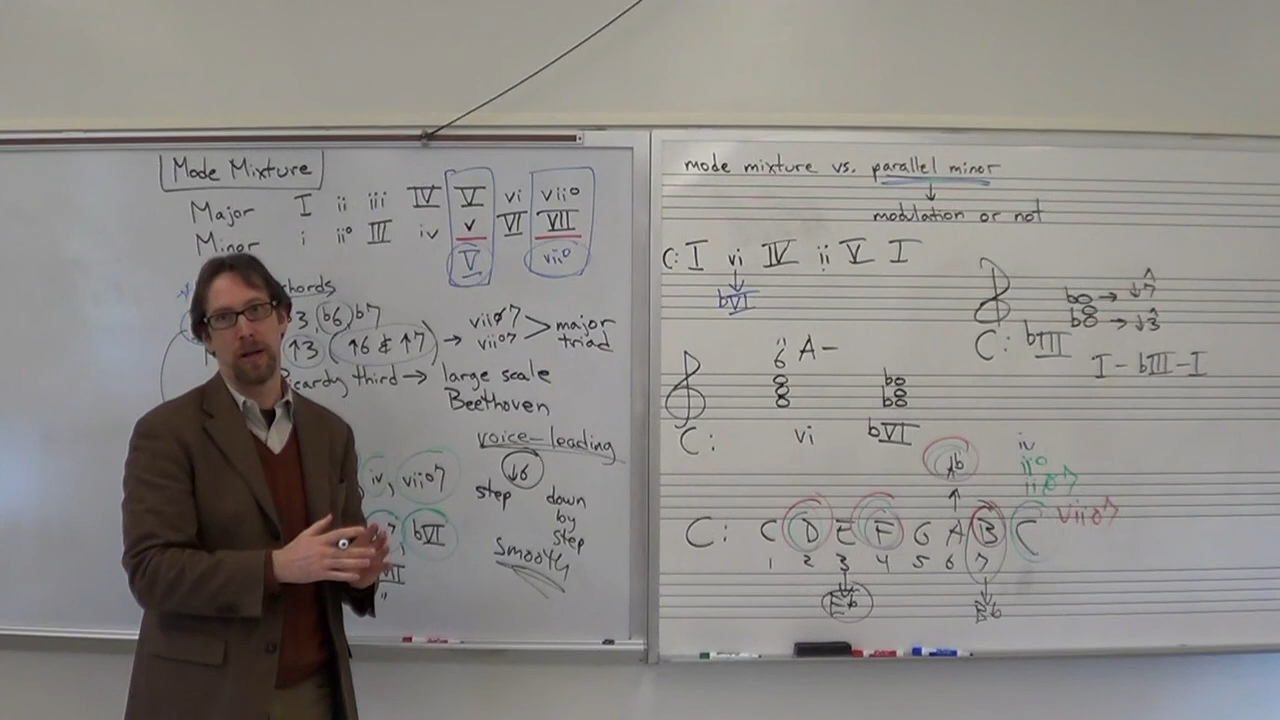 Mode Mixture
Major I ii iii IV V vi vii°
Minor i ii° III iv v VI VII
V vii°
chords
3, b6, b7
↑3 (↑6 & ↑7) → viiø7 vii°7 > major triad
third → large scale
Beethoven
voice-leading
↓6
step down
by
step
smooth
iv, vii°7
7, bVI
mode mixture vs. parallel minor
↓
modulation or not
C: I vi IV ii V I
↓
bVI
bo → ↓7
bo → ↓3
C: bIII
I - bIII - I
A-
C: vi bVI
Ab
iv
ii°
C: C D E F G A B C
1 2 3 4 5 6 7
Eb
Bb